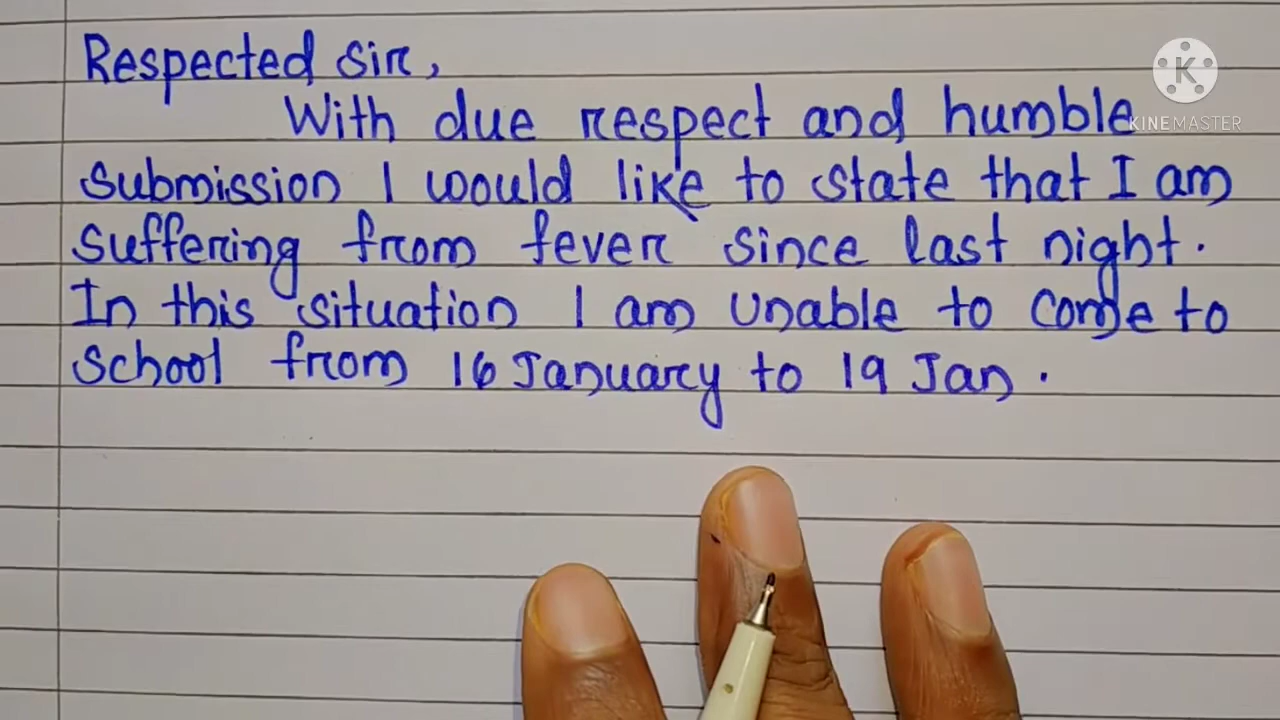 Respected Sir,
With due respect and humble
submission I would like to state that I am
suffering from fever since last night.
In this situation I am unable to come to
school from 16 January to 19 Jan.
KINEMASTER